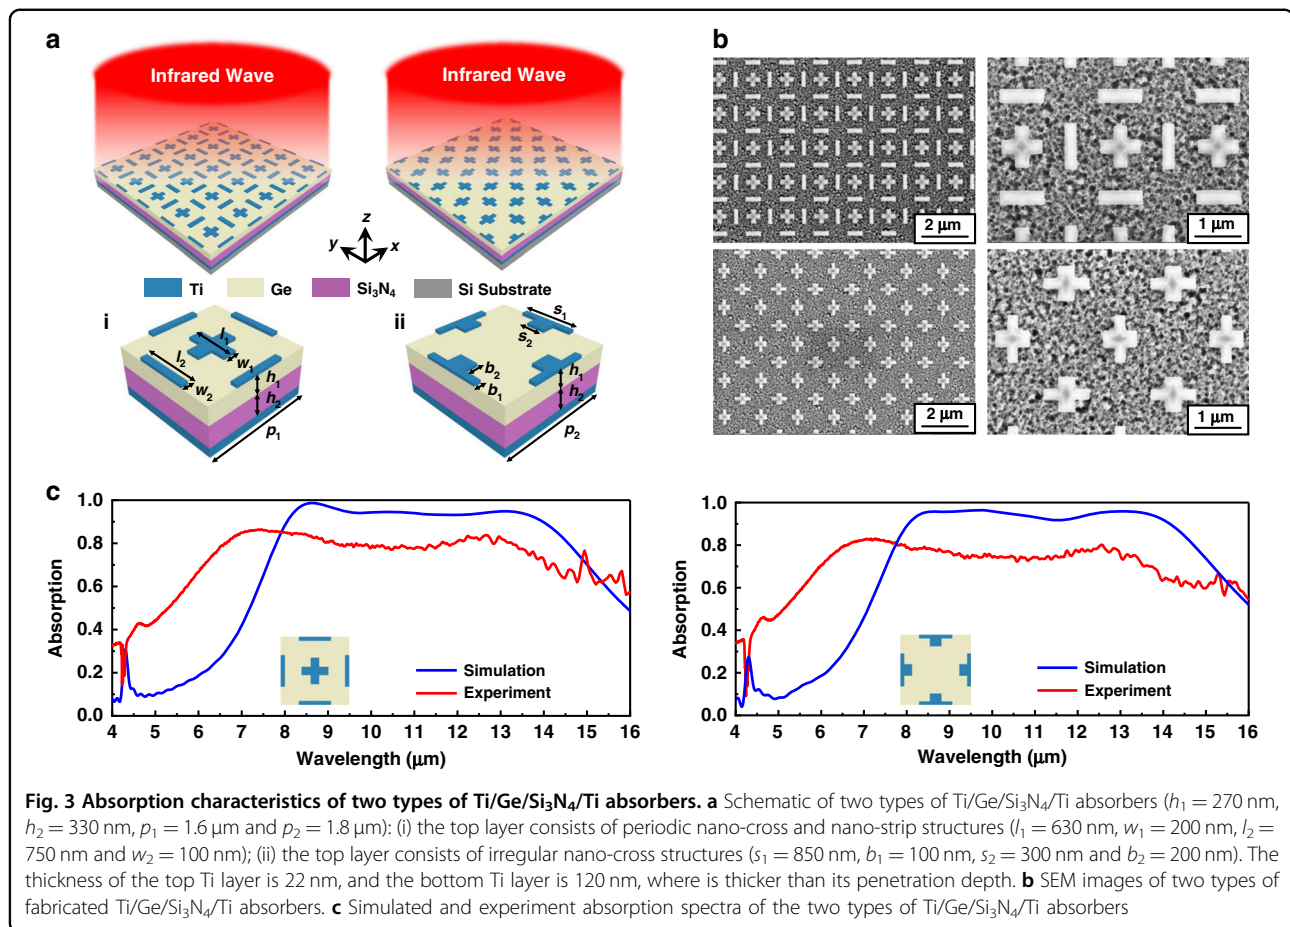 a
b
Infrared Wave
Infrared Wave
z
y
x
Ti
Ge
Si₃N₄
Si Substrate
i
l₁
w₁
l₂
w₂
h₁
h₂
p₁
ii
s₁
s₂
b₂
b₁
h₁
h₂
p₂
2 μm
1 μm
2 μm
1 μm
c
1.0
0.8
0.6
0.4
0.2
0.0
Absorption
Simulation
Experiment
4 5 6 7 8 9 10 11 12 13 14 15 16
Wavelength (μm)
1.0
0.8
0.6
0.4
0.2
0.0
Absorption
Simulation
Experiment
4 5 6 7 8 9 10 11 12 13 14 15 16
Wavelength (μm)
Fig. 3 Absorption characteristics of two types of Ti/Ge/Si₃N₄/Ti absorbers. a Schematic of two types of Ti/Ge/Si₃N₄/Ti absorbers (h₁ = 270 nm,
h₂ = 330 nm, p₁ = 1.6 μm and p₂ = 1.8 μm): (i) the top layer consists of periodic nano-cross and nano-strip structures (l₁ = 630 nm, w₁ = 200 nm, l₂ =
750 nm and w₂ = 100 nm); (ii) the top layer consists of irregular nano-cross structures (s₁ = 850 nm, b₁ = 100 nm, s₂ = 300 nm and b₂ = 200 nm). The
thickness of the top Ti layer is 22 nm, and the bottom Ti layer is 120 nm, where is thicker than its penetration depth. b SEM images of two types of
fabricated Ti/Ge/Si₃N₄/Ti absorbers. c Simulated and experiment absorption spectra of the two types of Ti/Ge/Si₃N₄/Ti absorbers